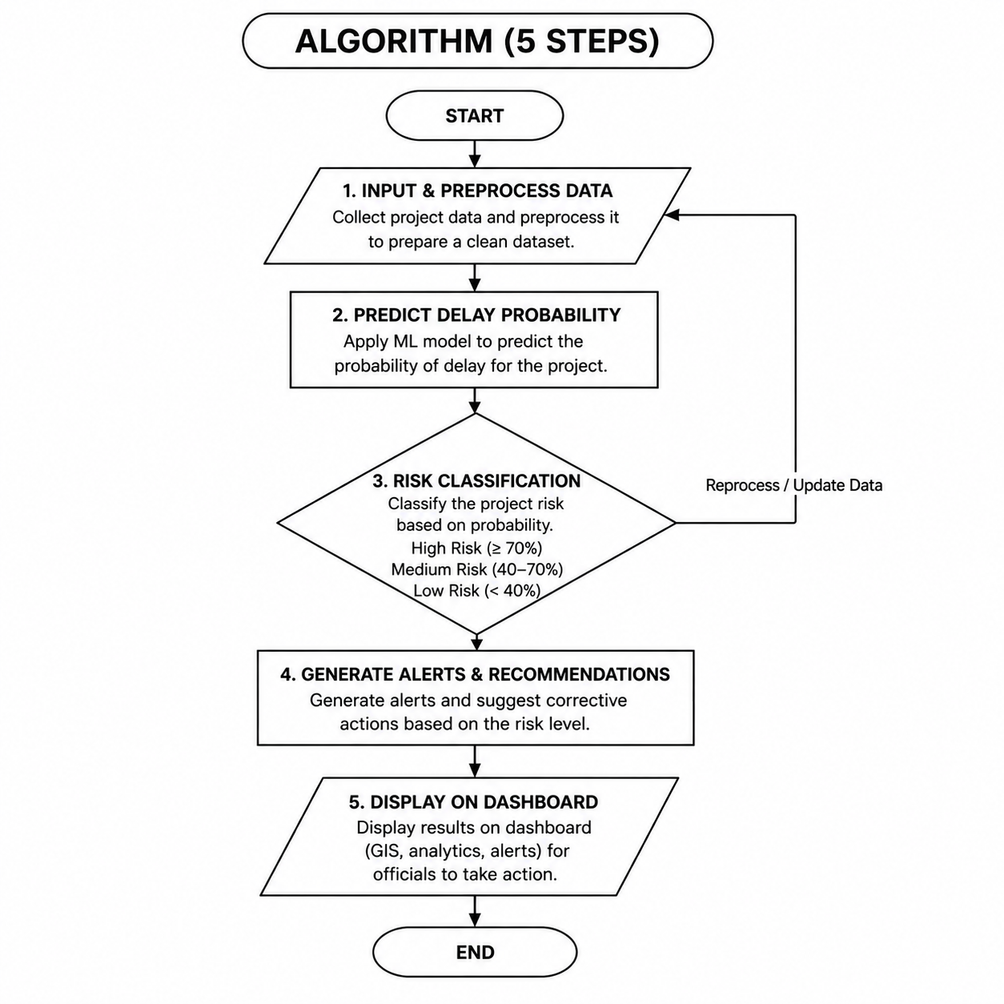 ALGORITHM (5 STEPS)
START
1. INPUT & PREPROCESS DATA
Collect project data and preprocess it
to prepare a clean dataset.
2. PREDICT DELAY PROBABILITY
Apply ML model to predict the
probability of delay for the project.
3. RISK CLASSIFICATION
Classify the project risk
based on probability.
High Risk (≥ 70%)
Medium Risk (40–70%)
Low Risk (< 40%)
Reprocess / Update Data
4. GENERATE ALERTS & RECOMMENDATIONS
Generate alerts and suggest corrective
actions based on the risk level.
5. DISPLAY ON DASHBOARD
Display results on dashboard
(GIS, analytics, alerts) for
officials to take action.
END